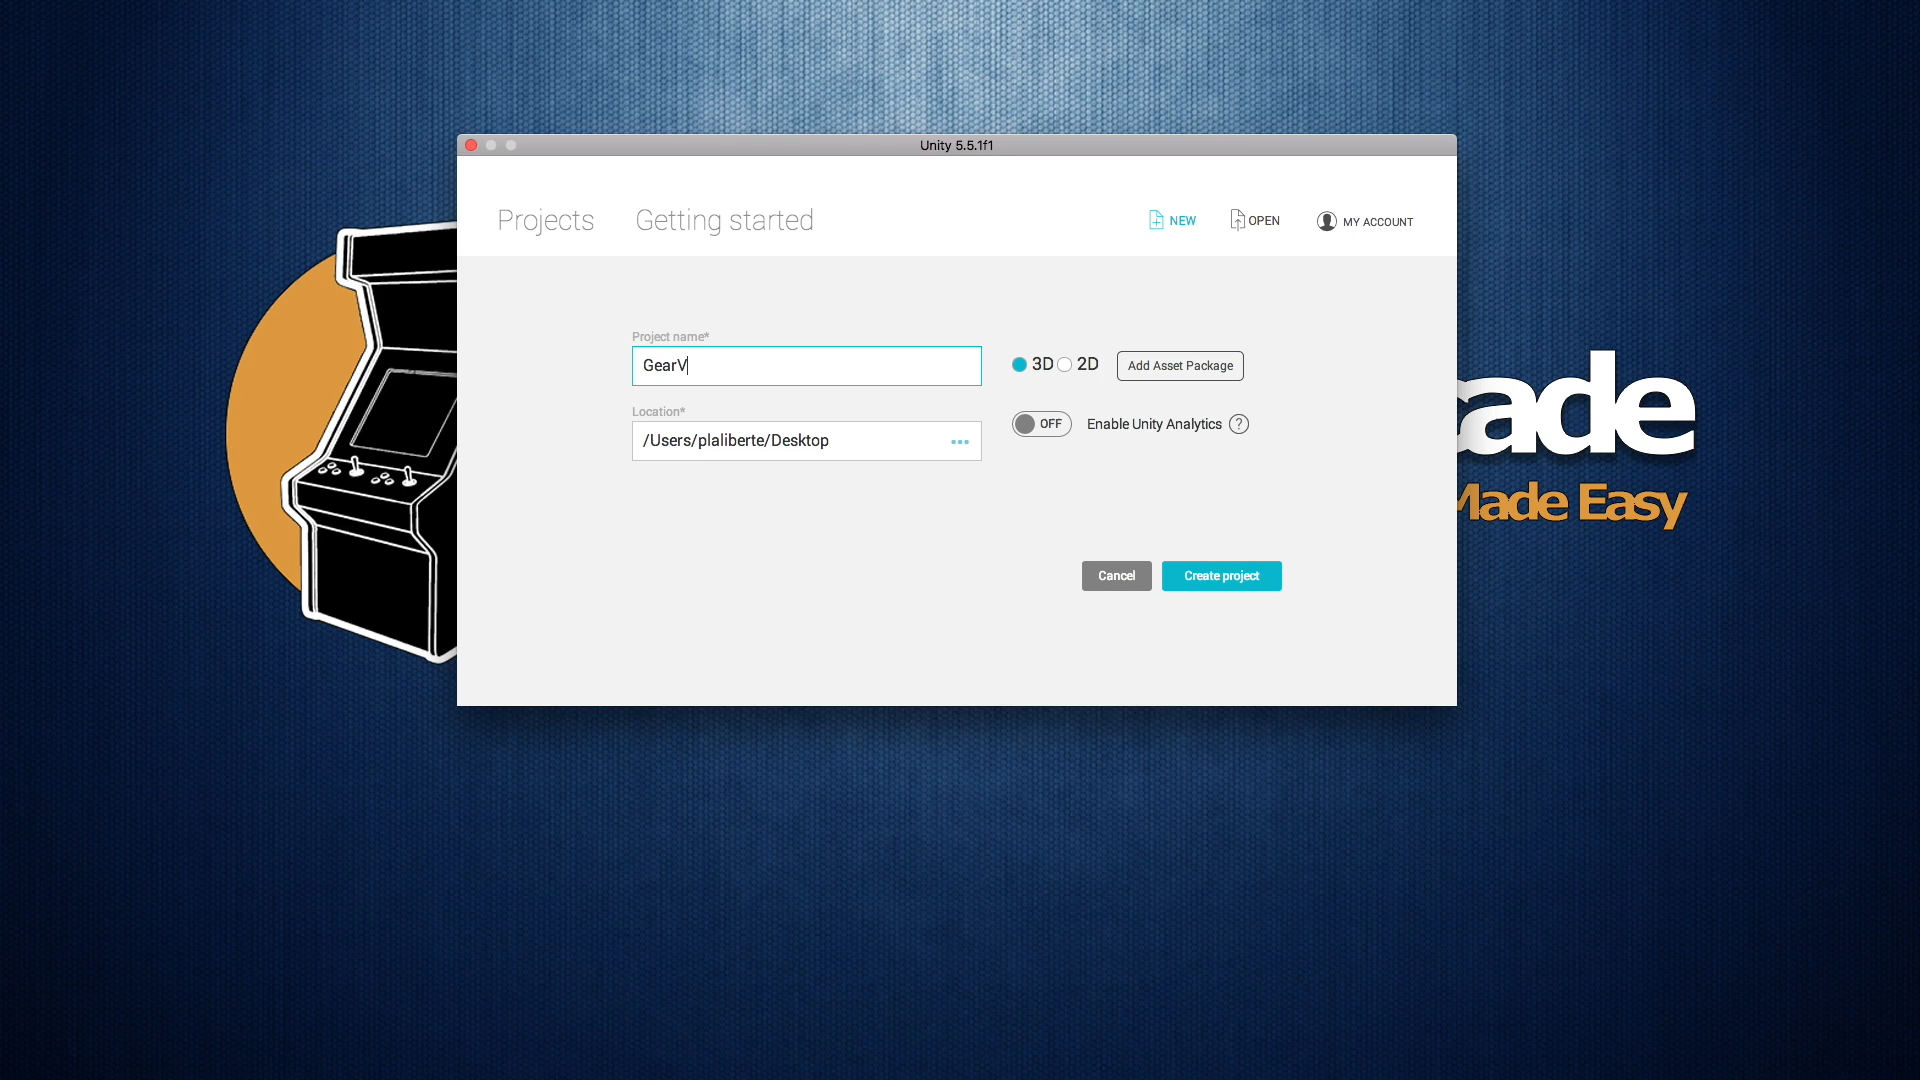 Unity 5.5.1f1
Projects
Getting started
NEW
OPEN
MY ACCOUNT
Project name*
GearV
3D
2D
Add Asset Package
Location*
/Users/plaliberte/Desktop
OFF
Enable Unity Analytics
?
Cancel
Create project
ade
Made Easy